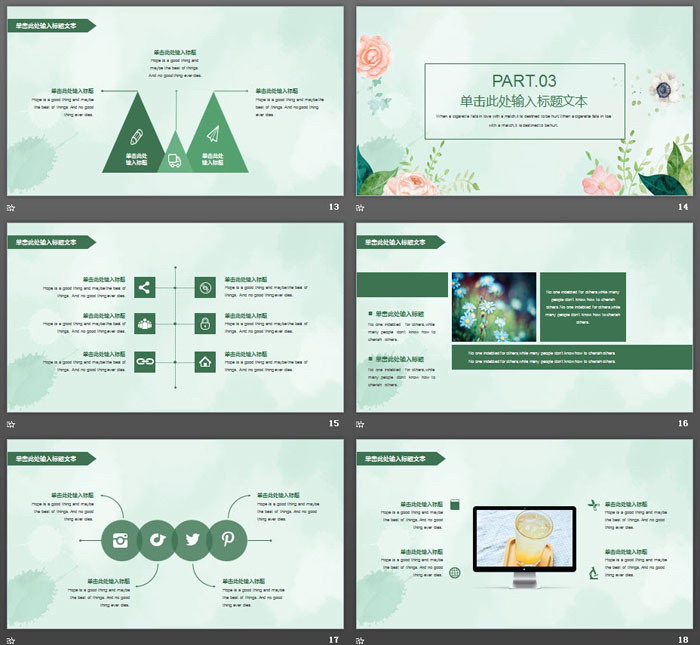 单击此处输入标题文本
单击此处输入标题
Hope is a good thing and maybe
the best of things.
And no good thing ever dies.
单击此处输入标题
Hope is a good thing and maybe
the best of things. And no good
thing ever dies.
单击此处输入标题
Hope is a good thing and maybe the best of things.
And no good thing ever dies.
单击此处
输入标题
单击此处
输入标题
13
PART.03
单击此处输入标题文本
14
单击此处输入标题文本
单击此处输入标题
Hope is a good thing and maybe the best of
things. And no good thing ever dies.
单击此处输入标题
Hope is a good thing and maybe the best of
things. And no good thing ever dies.
单击此处输入标题
Hope is a good thing and maybe the best of
things. And no good thing ever dies.
单击此处输入标题
Hope is a good thing and maybe the best of
things. And no good thing ever dies.
单击此处输入标题
Hope is a good thing and maybe the best of
things. And no good thing ever dies.
单击此处输入标题
Hope is a good thing and maybe the best of
things. And no good thing ever dies.
15
单击此处输入标题文本
No one indebted for others,while many
people don't know how to cherish
others.No one indebted for others,while
many people don't know how to cherish
others.
单击此处输入标题
No one indebted for others,while
many people don't know how to
cherish others.
单击此处输入标题
No one indebted for others,while
many people don't know how to
cherish others.
No one indebted for others,while many people don't know how to cherish others.
No one indebted for others,while many people don't know how to cherish others.
16
单击此处输入标题文本
单击此处输入标题
Hope is a good thing and maybe
the best of things. And no good
thing ever dies.
单击此处输入标题
Hope is a good thing and maybe
the best of things. And no good
thing ever dies.
单击此处输入标题
Hope is a good thing and maybe
the best of things. And no good
thing ever dies.
单击此处输入标题
Hope is a good thing and maybe
the best of things. And no good
thing ever dies.
17
单击此处输入标题文本
单击此处输入标题
Hope is a good thing and maybe
the best of things. And no good
thing ever dies.
单击此处输入标题
Hope is a good thing and maybe
the best of things. And no good
thing ever dies.
单击此处输入标题
Hope is a good thing and maybe
the best of things. And no good
thing ever dies.
单击此处输入标题
Hope is a good thing and maybe
the best of things. And no good
thing ever dies.
18